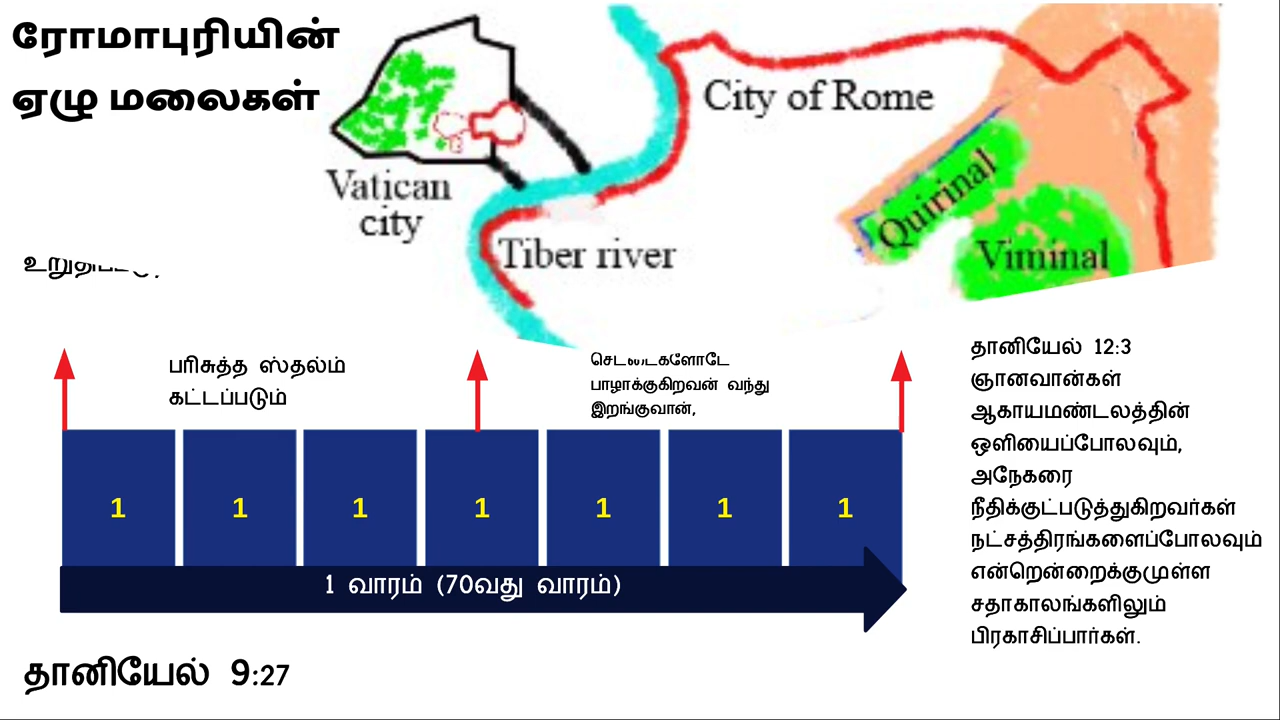 ரோமாபுரியின்
ஏழு மலைகள்
City of Rome
Vatican
city
Quirinal
Viminal
Tiber river
பரிசுத்த ஸ்தலம்
கட்டப்படும்
செட்டைகளோடே
பாழாக்குகிறவன் வந்து
இறங்குவான்,
1 1 1 1 1 1 1
1 வாரம் (70வது வாரம்)
தானியேல் 12:3
ஞானவான்கள்
ஆகாயமண்டலத்தின்
ஒளியைப்போலவும்,
அநேகரை
நீதிக்குட்படுத்துகிறவர்கள்
நட்சத்திரங்களைப்போலவும்
என்றென்றைக்குமுள்ள
சதாகாலங்களிலும்
பிரகாசிப்பார்கள்.
தானியேல் 9:27